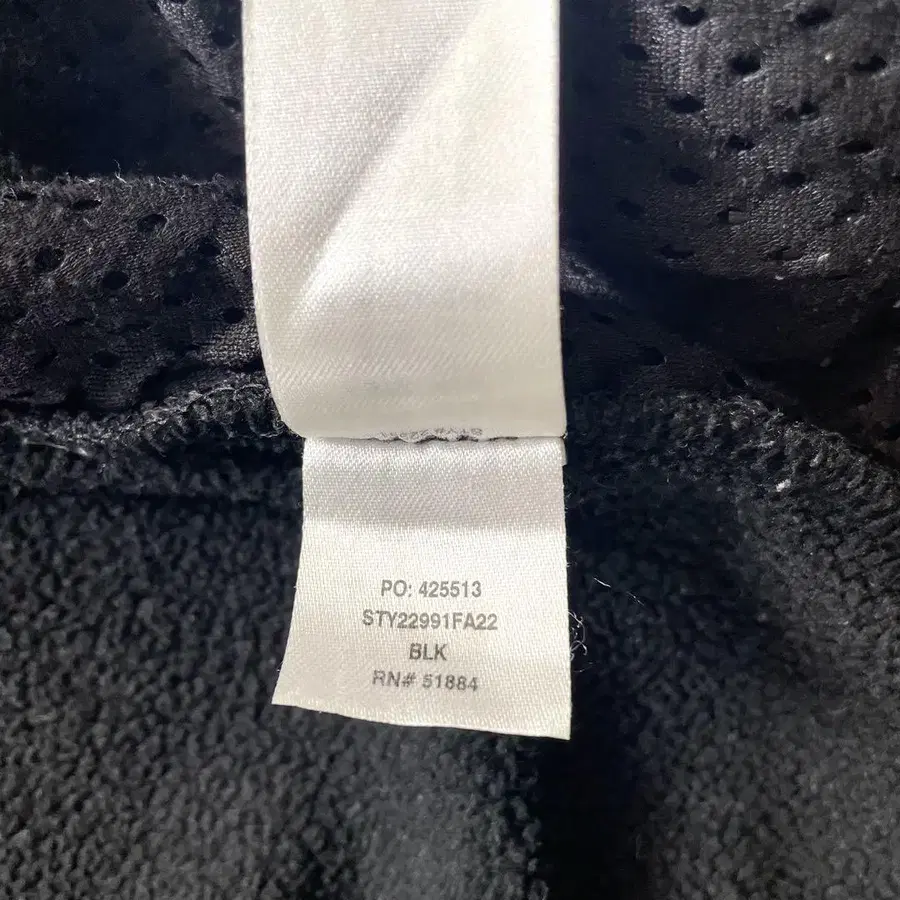 PO: 425513
STY22991FA22
BLK
RN# 51884